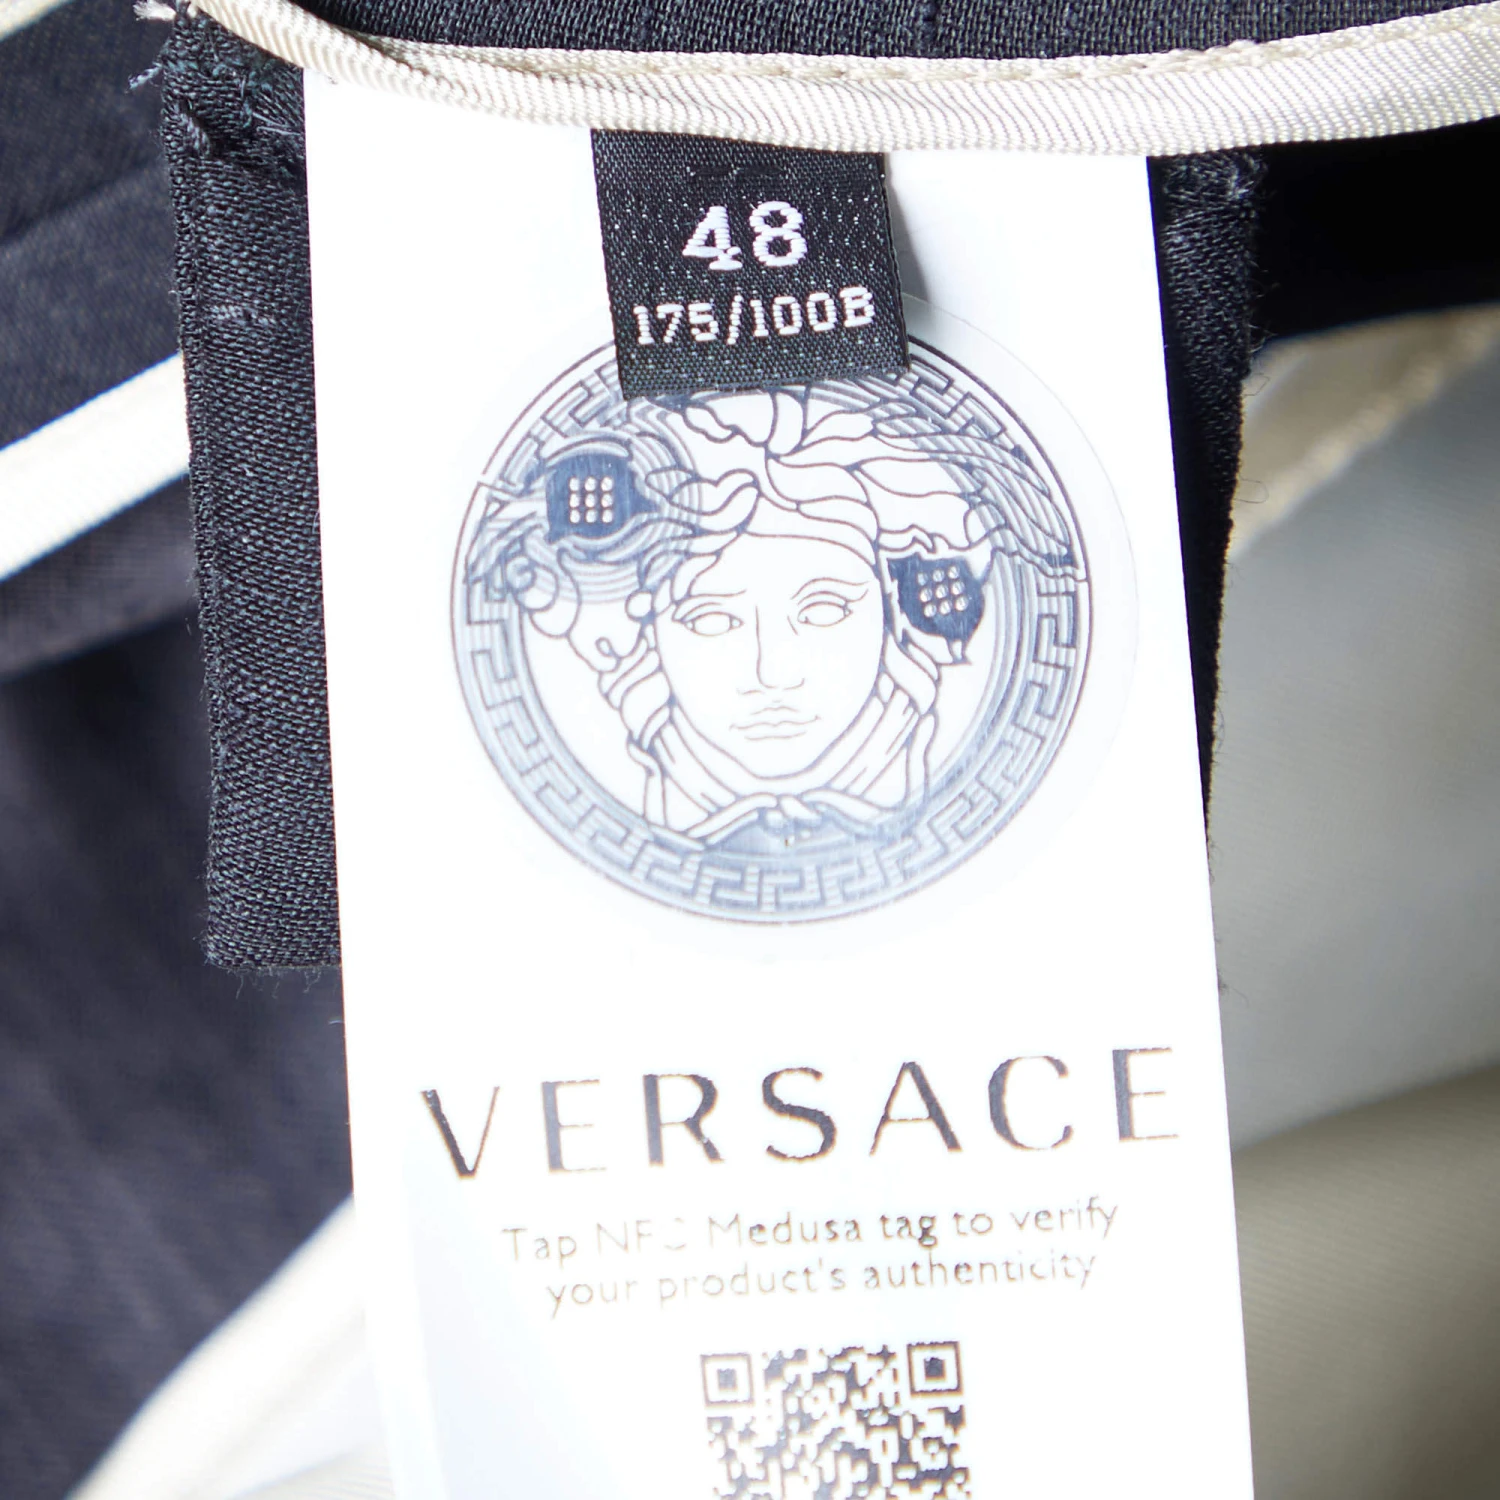 48
175/100B
VERSACE
Tap NFC Medusa tag to verify
your product's authenticity